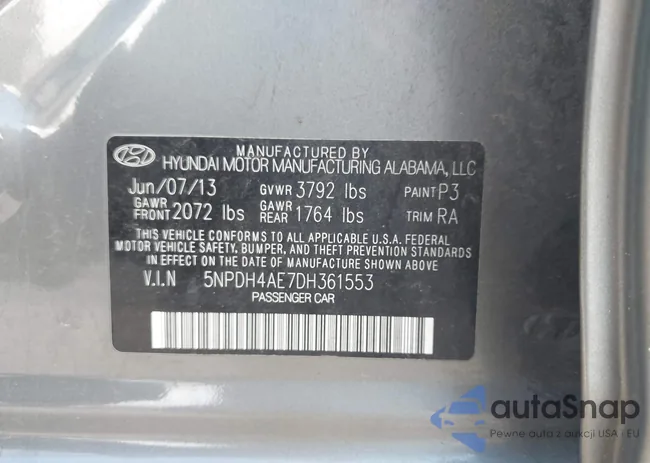 MANUFACTURED BY
HYUNDAI MOTOR MANUFACTURING ALABAMA, LLC
Jun/07/13 GVWR 3792 lbs PAINT P3
GAWR FRONT 2072 lbs GAWR REAR 1764 lbs TRIM RA
THIS VEHICLE CONFORMS TO ALL APPLICABLE U.S.A. FEDERAL
MOTOR VEHICLE SAFETY, BUMPER, AND THEFT PREVENTION STANDARDS
IN EFFECT ON THE DATE OF MANUFACTURE SHOWN ABOVE
V.I.N 5NPDH4AE7DH361553
PASSENGER CAR
autoSnap
Pewne auta z aukcji USA - EU